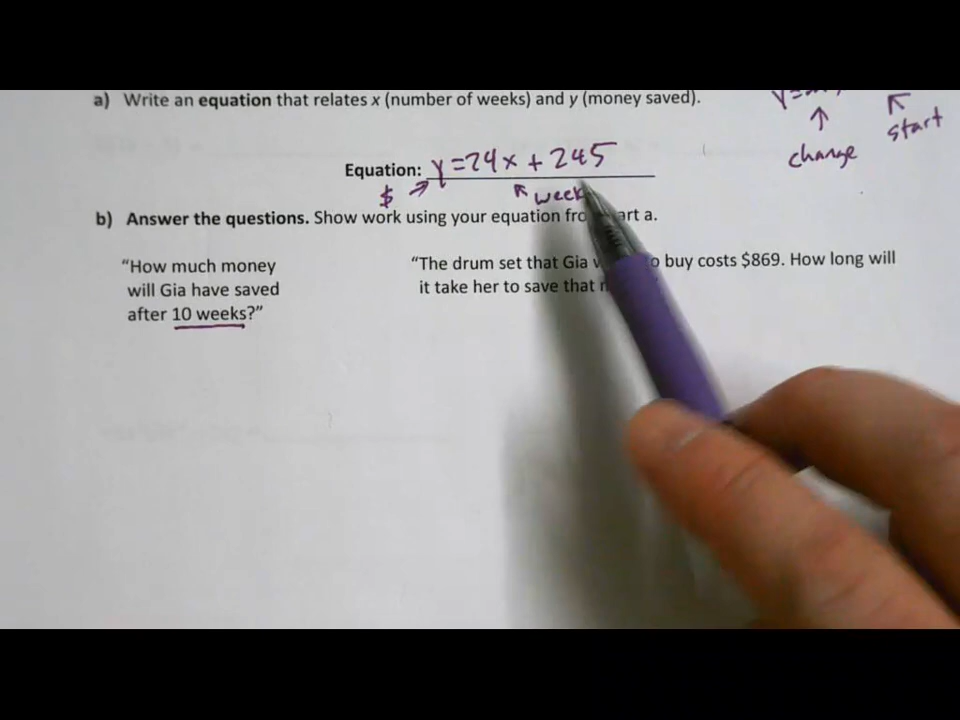 a) Write an equation that relates x (number of weeks) and y (money saved).
start
change
Equation: y=24x + 245
$ week
b) Answer the questions. Show work using your equation art a.
"How much money
will Gia have saved
after 10 weeks?"
"The drum set that Gia buy costs $869. How long will
it take her to save that